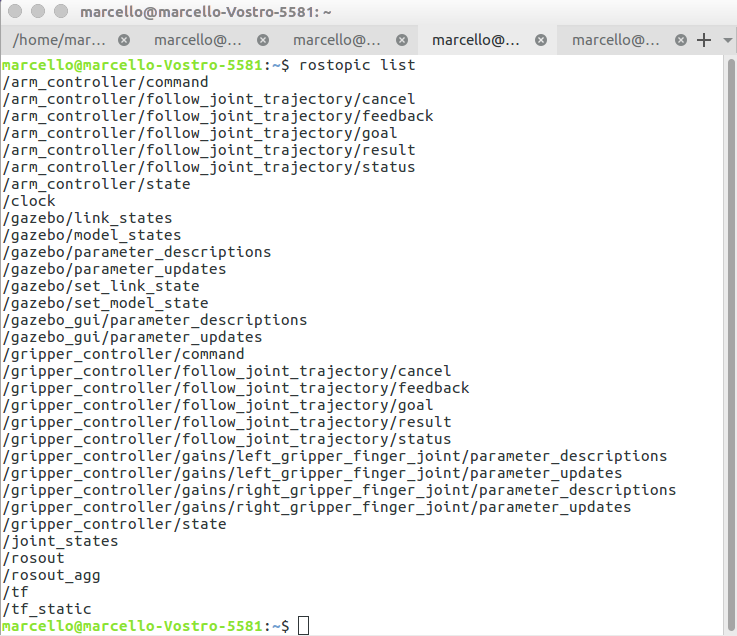 marcello@marcello-Vostro-5581: ~
/home/mar... marcello@... marcello@... marcello@... marcello@...
marcello@marcello-Vostro-5581:~$ rostopic list
/arm_controller/command
/arm_controller/follow_joint_trajectory/cancel
/arm_controller/follow_joint_trajectory/feedback
/arm_controller/follow_joint_trajectory/goal
/arm_controller/follow_joint_trajectory/result
/arm_controller/follow_joint_trajectory/status
/arm_controller/state
/clock
/gazebo/link_states
/gazebo/model_states
/gazebo/parameter_descriptions
/gazebo/parameter_updates
/gazebo/set_link_state
/gazebo/set_model_state
/gazebo_gui/parameter_descriptions
/gazebo_gui/parameter_updates
/gripper_controller/command
/gripper_controller/follow_joint_trajectory/cancel
/gripper_controller/follow_joint_trajectory/feedback
/gripper_controller/follow_joint_trajectory/goal
/gripper_controller/follow_joint_trajectory/result
/gripper_controller/follow_joint_trajectory/status
/gripper_controller/gains/left_gripper_finger_joint/parameter_descriptions
/gripper_controller/gains/left_gripper_finger_joint/parameter_updates
/gripper_controller/gains/right_gripper_finger_joint/parameter_descriptions
/gripper_controller/gains/right_gripper_finger_joint/parameter_updates
/gripper_controller/state
/joint_states
/rosout
/rosout_agg
/tf
/tf_static
marcello@marcello-Vostro-5581:~$